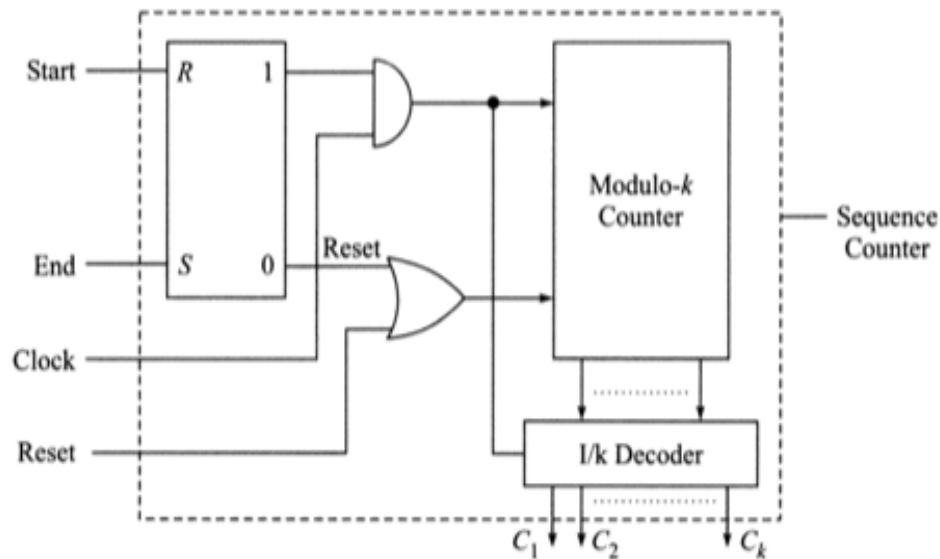 Start
R
1
Modulo-k
Counter
Sequence
Counter
End
S
0
Reset
Clock
Reset
I/k Decoder
C1
C2
Ck